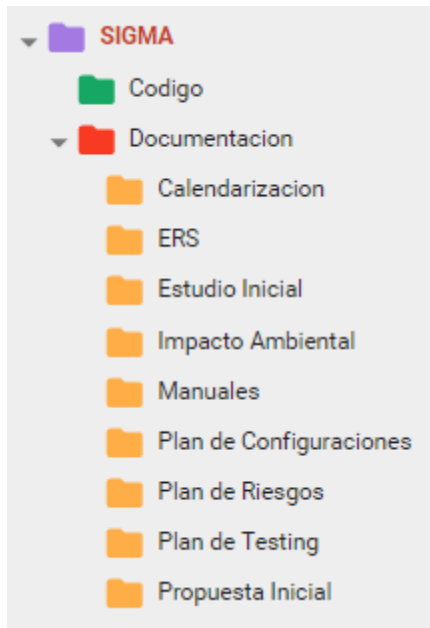 SIGMA
Codigo
Documentacion
Calendarizacion
ERS
Estudio Inicial
Impacto Ambiental
Manuales
Plan de Configuraciones
Plan de Riesgos
Plan de Testing
Propuesta Inicial